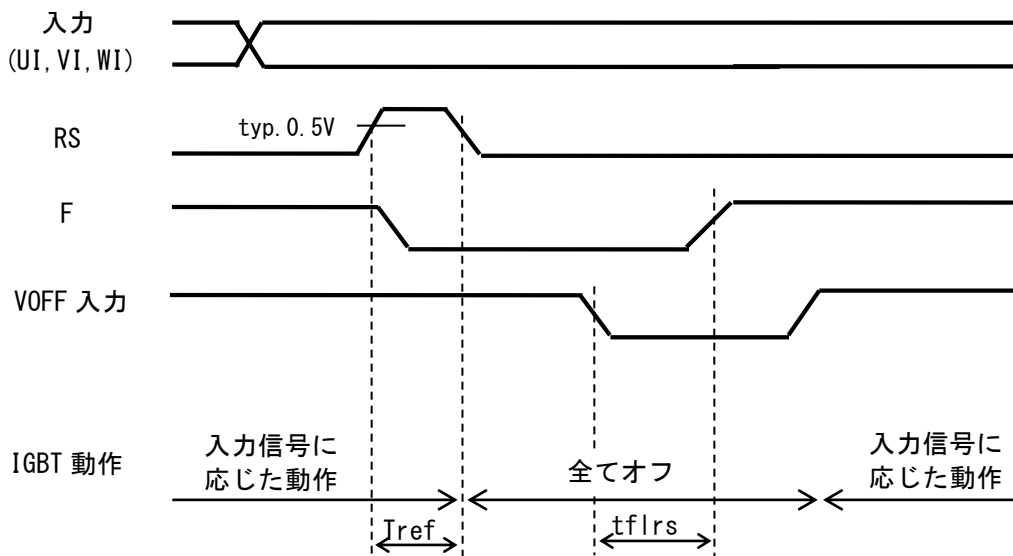 入力
(UI,VI,WI)
RS
typ.0.5V
F
VOFF 入力
IGBT 動作
入力信号に
応じた動作
全てオフ
入力信号に
応じた動作
Tref
tflrs